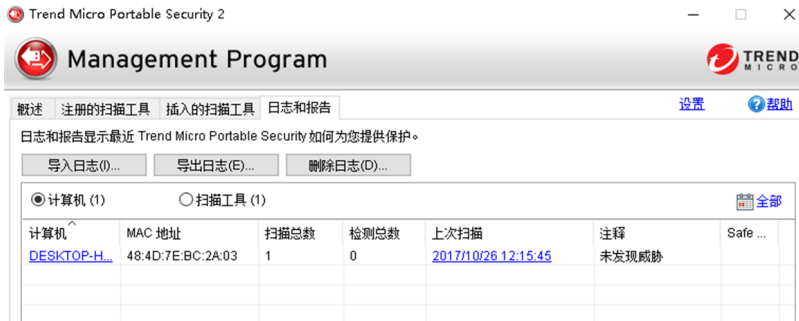 Trend Micro Portable Security 2
Management Program
TREND
MICRO
概述 注册的扫描工具 插入的扫描工具 日志和报告 设置 帮助
日志和报告显示最近 Trend Micro Portable Security 如何为您提供保护。
导入日志(I)... 导出日志(E)... 删除日志(D)...
计算机 (1) 扫描工具 (1) 全部
计算机 MAC 地址 扫描总数 检测总数 上次扫描 注释 Safe ...
DESKTOP-H... 48:4D:7E:BC:2A:03 1 0 2017/10/26 12:15:45 未发现威胁